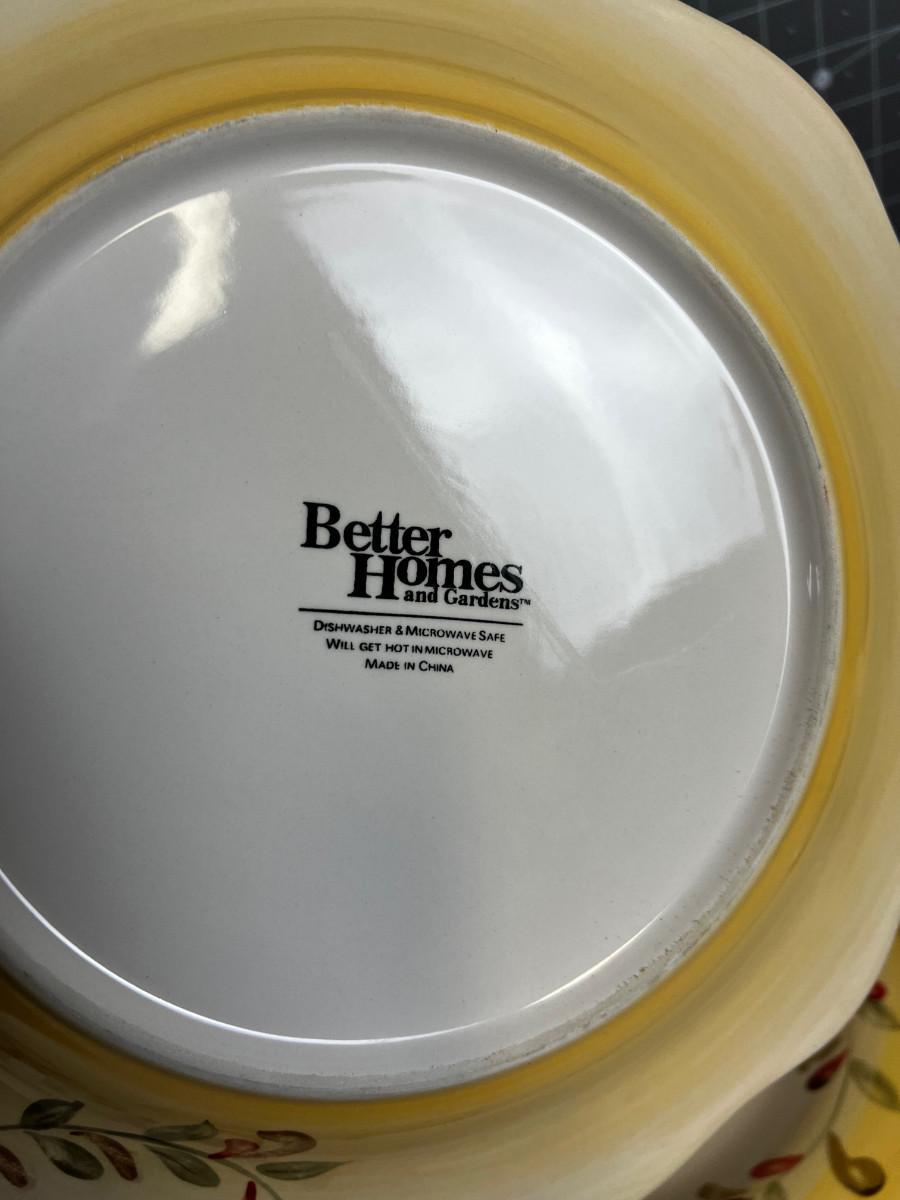 Better
Homes
and Gardens™
DISHWASHER & MICROWAVE SAFE
WILL GET HOT IN MICROWAVE
MADE IN CHINA